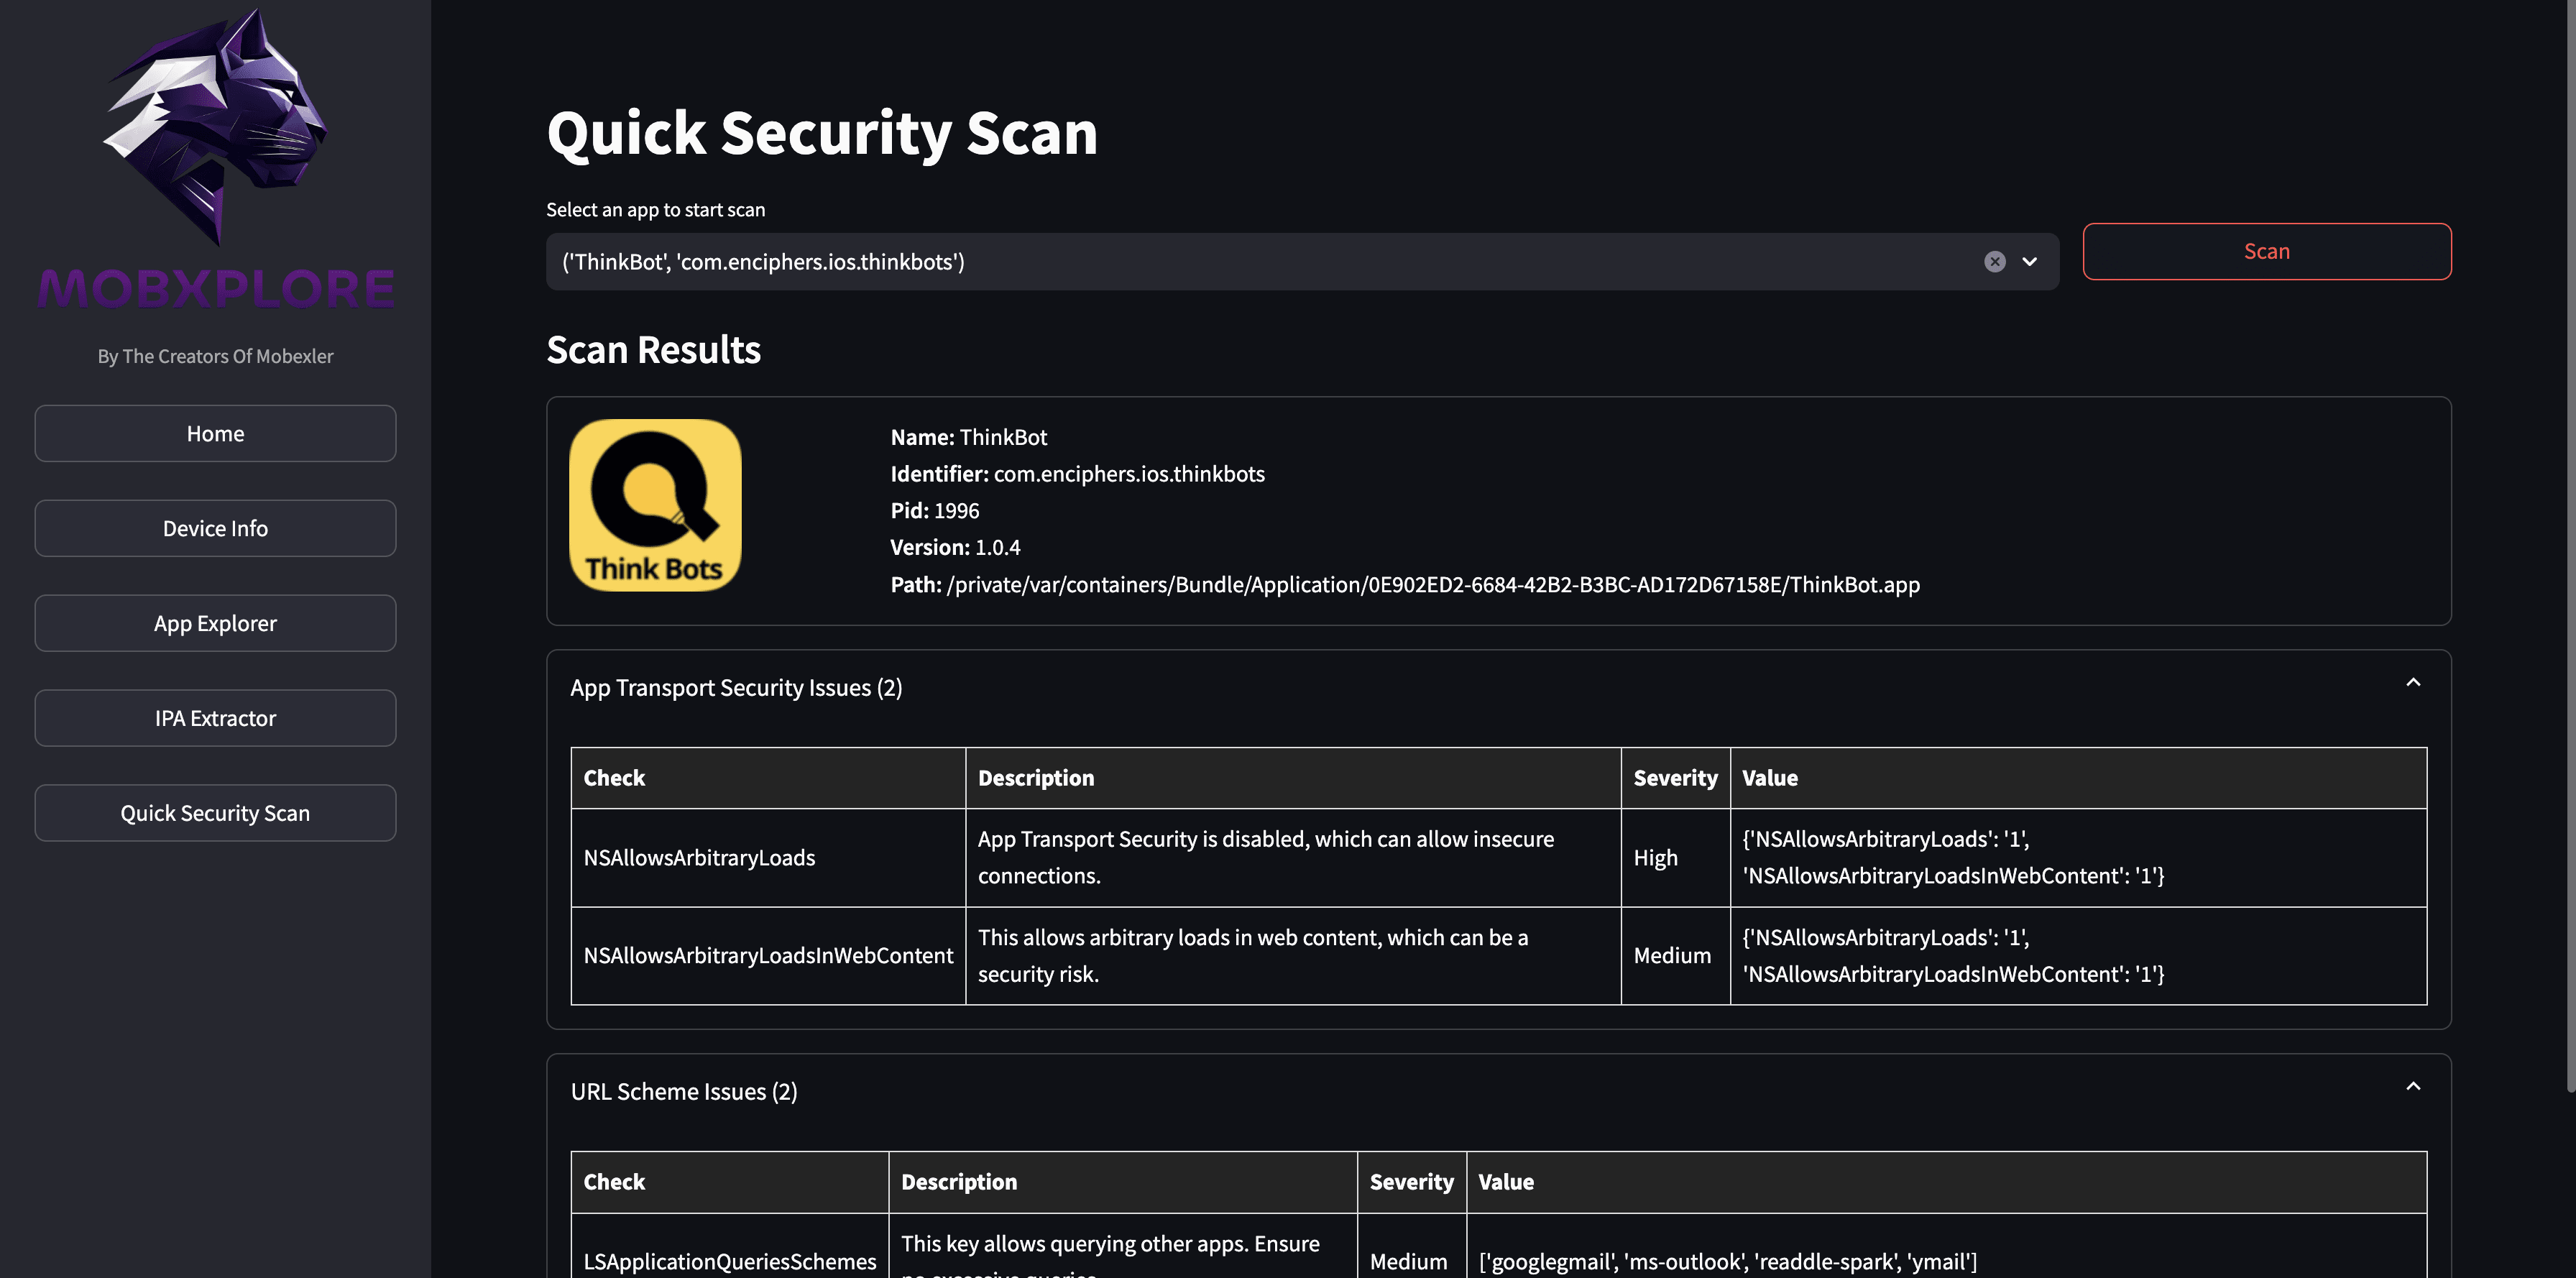 MOBXPLORE
By The Creators Of Mobexler
Home
Device Info
App Explorer
IPA Extractor
Quick Security Scan
Quick Security Scan
Select an app to start scan
('ThinkBot', 'com.enciphers.ios.thinkbots')
Scan
Scan Results
Think Bots
Name: ThinkBot
Identifier: com.enciphers.ios.thinkbots
Pid: 1996
Version: 1.0.4
Path: /private/var/containers/Bundle/Application/0E902ED2-6684-42B2-B3BC-AD172D67158E/ThinkBot.app
App Transport Security Issues (2)
Check Description Severity Value
NSAllowsArbitraryLoads
App Transport Security is disabled, which can allow insecure
connections.
High
{'NSAllowsArbitraryLoads': '1',
'NSAllowsArbitraryLoadsInWebContent': '1'}
NSAllowsArbitraryLoadsInWebContent
This allows arbitrary loads in web content, which can be a
security risk.
Medium
{'NSAllowsArbitraryLoads': '1',
'NSAllowsArbitraryLoadsInWebContent': '1'}
URL Scheme Issues (2)
Check Description Severity Value
LSApplicationQueriesSchemes
This key allows querying other apps. Ensure
Medium
['googlegmail', 'ms-outlook', 'readdle-spark', 'ymail']